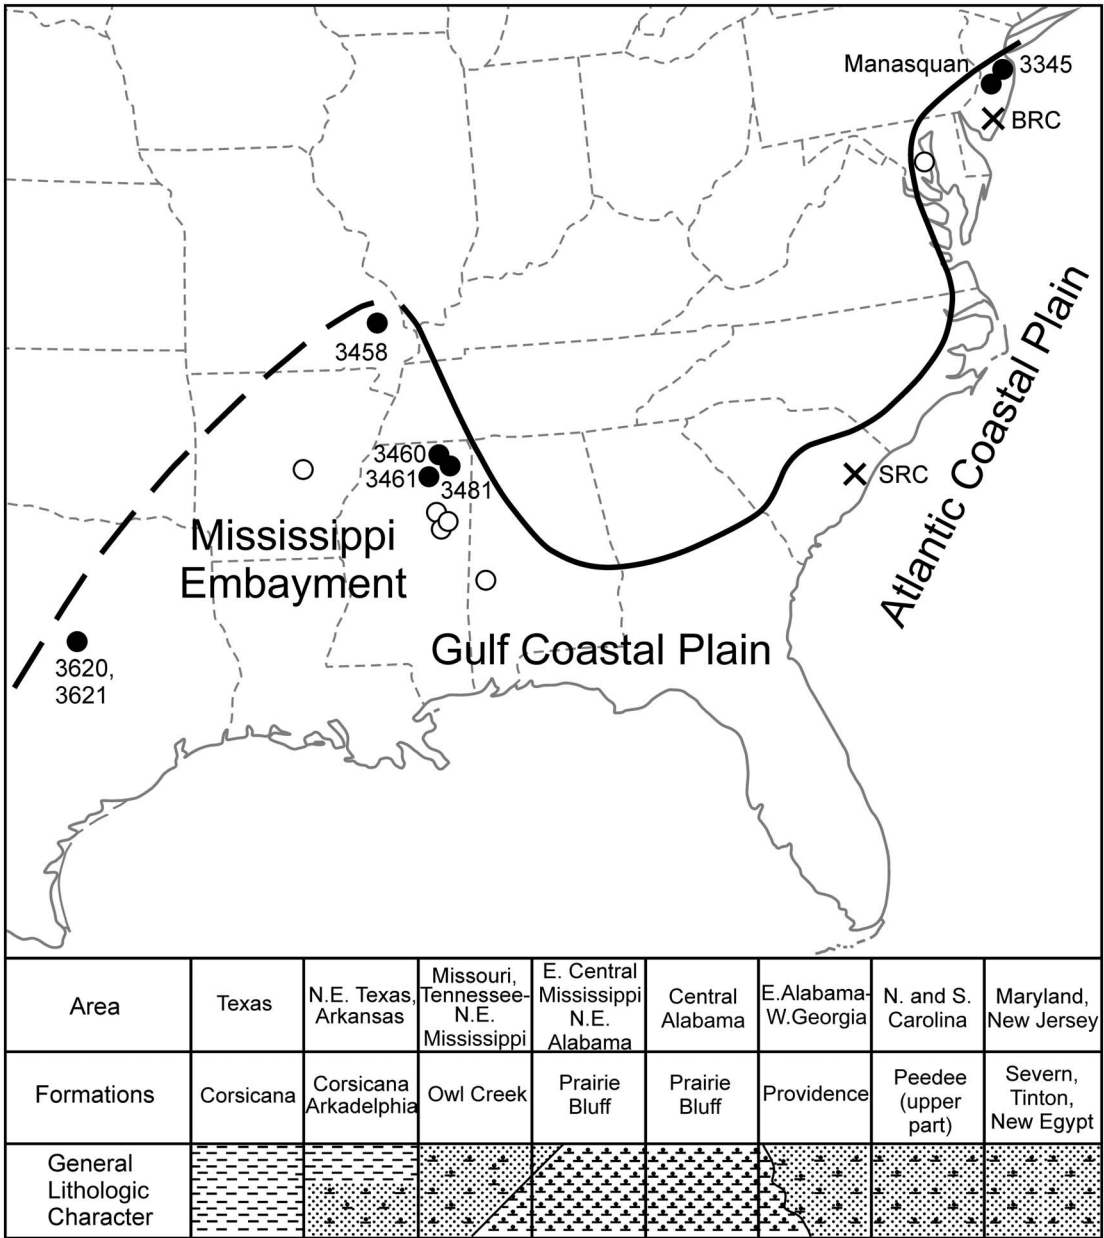 Manasquan
3345
BRC
3458
3460
3461
3481
SRC
Atlantic Coastal Plain
Mississippi
Embayment
Gulf Coastal Plain
3620,
3621
Area
Texas
N.E. Texas,
Arkansas
Missouri,
Tennessee-
N.E.
Mississippi
E. Central
Mississippi
N.E.
Alabama
Central
Alabama
E.Alabama-
W.Georgia
N. and S.
Carolina
Maryland,
New Jersey
Formations
Corsicana
Corsicana
Arkadelphia
Owl Creek
Prairie
Bluff
Prairie
Bluff
Providence
Peedee
(upper
part)
Severn,
Tinton,
New Egypt
General
Lithologic
Character